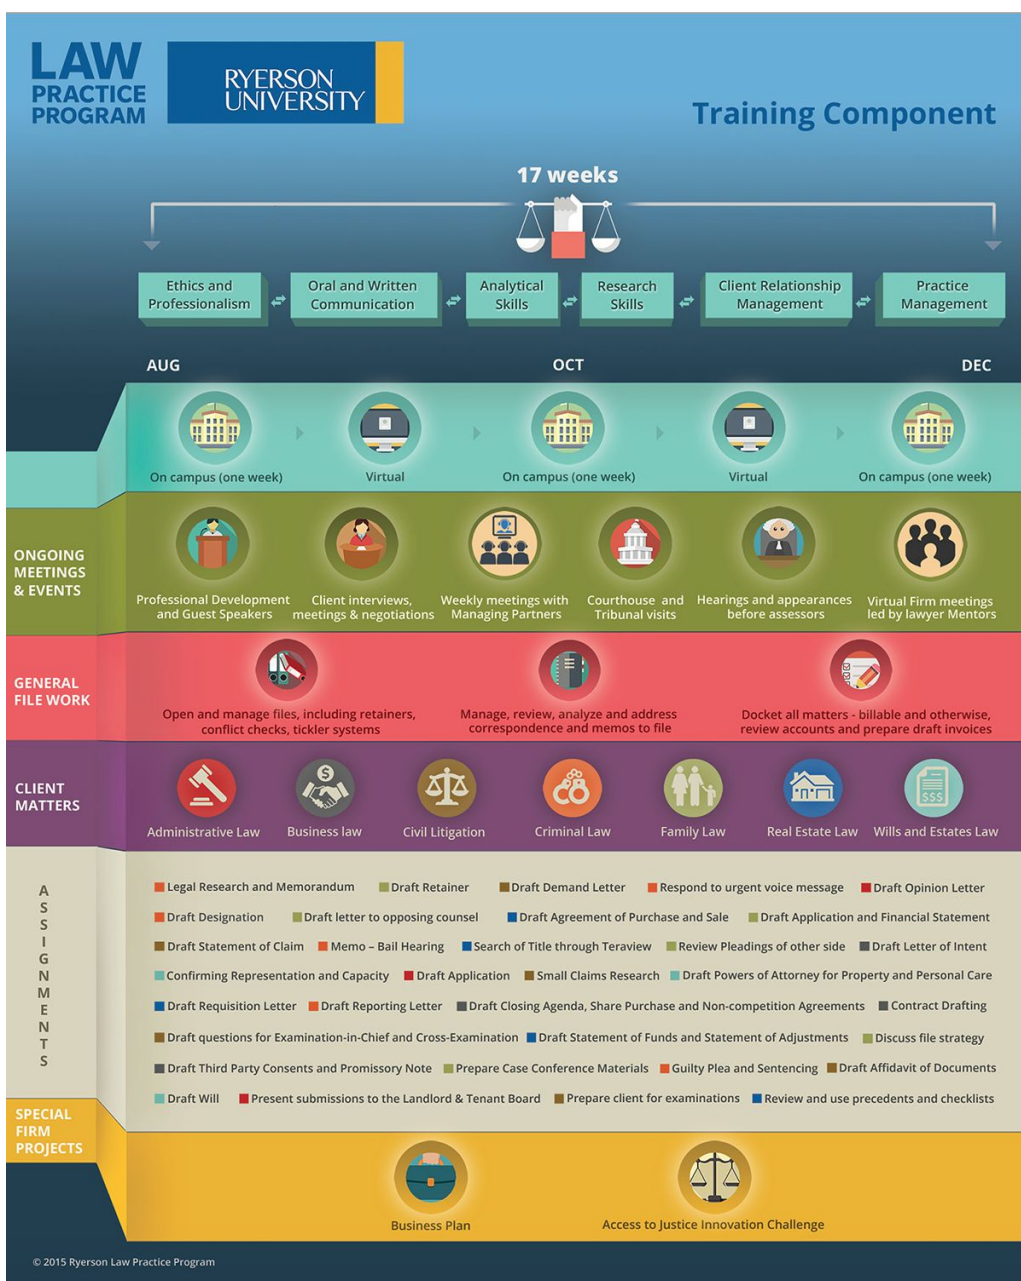 LAW
PRACTICE
PROGRAM
RYERSON
UNIVERSITY
Training Component
17 weeks
Ethics and
Professionalism
Oral and Written
Communication
Analytical
Skills
Research
Skills
Client Relationship
Management
Practice
Management
AUG OCT DEC
On campus (one week) Virtual On campus (one week) Virtual On campus (one week)
ONGOING
MEETINGS
& EVENTS
Professional Development
and Guest Speakers
Client interviews,
meetings & negotiations
Weekly meetings with
Managing Partners
Courthouse and
Tribunal visits
Hearings and appearances
before assessors
Virtual Firm meetings
led by lawyer Mentors
GENERAL
FILE WORK
Open and manage files, including retainers,
conflict checks, tickler systems
Manage, review, analyze and address
correspondence and memos to file
Docket all matters - billable and otherwise,
review accounts and prepare draft invoices
CLIENT
MATTERS
$
$$$
Administrative Law Business law Civil Litigation Criminal Law Family Law Real Estate Law Wills and Estates Law
ASSIGNMENTS
Legal Research and Memorandum Draft Retainer Draft Demand Letter Respond to urgent voice message Draft Opinion Letter
Draft Designation Draft letter to opposing counsel Draft Agreement of Purchase and Sale Draft Application and Financial Statement
Draft Statement of Claim Memo – Bail Hearing Search of Title through Teraview Review Pleadings of other side Draft Letter of Intent
Confirming Representation and Capacity Draft Application Small Claims Research Draft Powers of Attorney for Property and Personal Care
Draft Requisition Letter Draft Reporting Letter Draft Closing Agenda, Share Purchase and Non-competition Agreements Contract Drafting
Draft questions for Examination-in-Chief and Cross-Examination Draft Statement of Funds and Statement of Adjustments Discuss file strategy
Draft Third Party Consents and Promissory Note Prepare Case Conference Materials Guilty Plea and Sentencing Draft Affidavit of Documents
Draft Will Present submissions to the Landlord & Tenant Board Prepare client for examinations Review and use precedents and checklists
SPECIAL
FIRM
PROJECTS
Business Plan Access to Justice Innovation Challenge
© 2015 Ryerson Law Practice Program